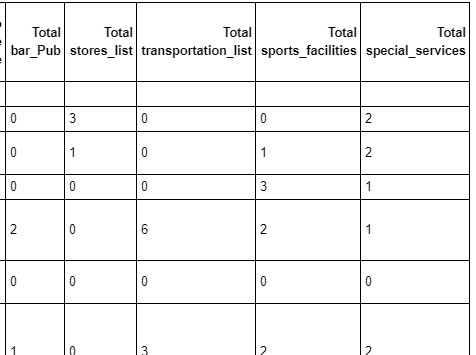 Total bar_Pub Total stores_list Total transportation_list Total sports_facilities Total special_services
0 3 0 0 2
0 1 0 1 2
0 0 0 3 1
2 0 6 2 1
0 0 0 0 0
1 0 3 2 2